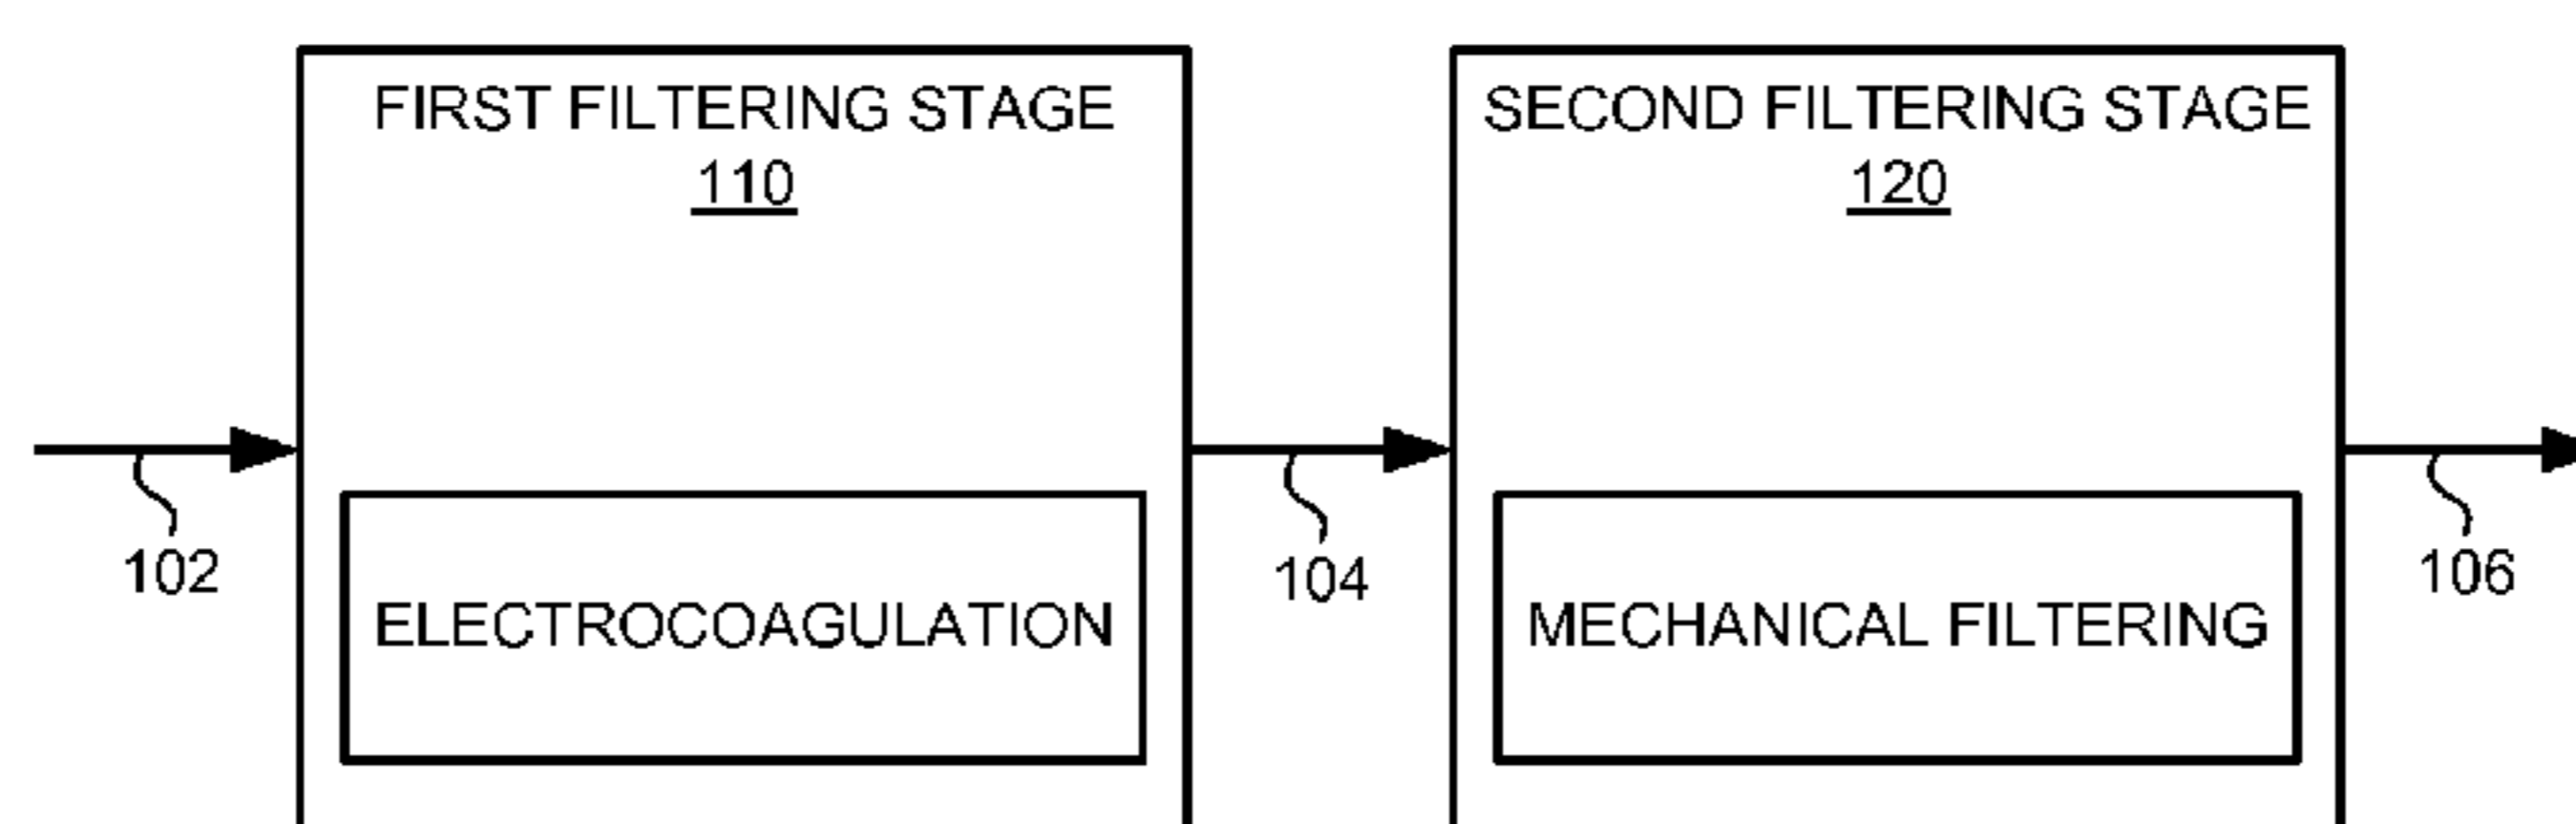 FIRST FILTERING STAGE
110
SECOND FILTERING STAGE
120
102
104
106
ELECTROCOAGULATION
MECHANICAL FILTERING